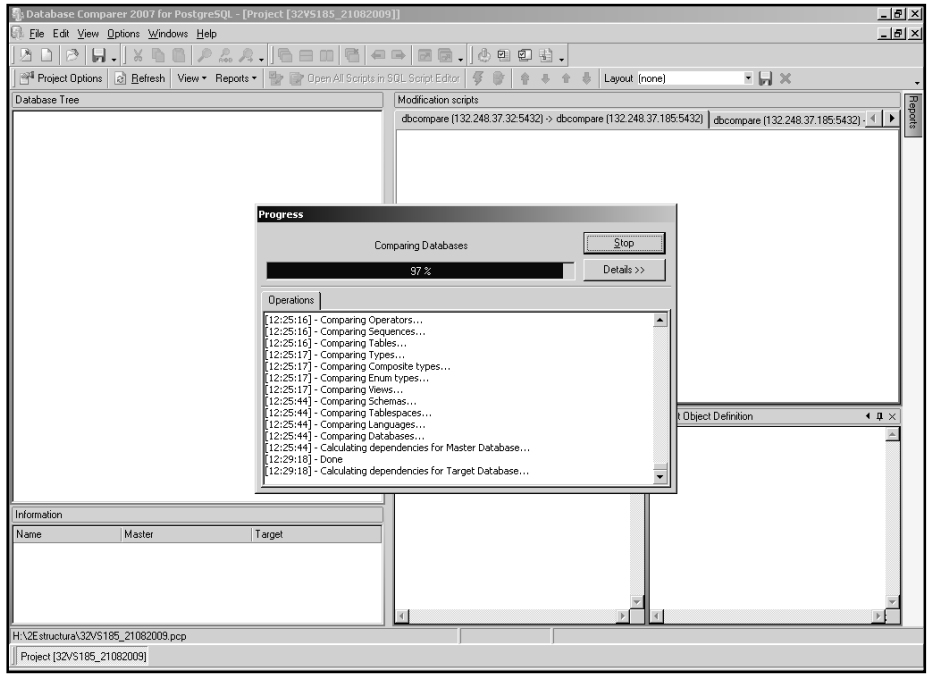 Database Comparer 2007 for PostgreSQL - [Project [32VS185_21082009]]
File Edit View Options Windows Help
Project Options Refresh View Reports Open All Scripts in SQL Script Editor Layout (none)
Database Tree
Modification scripts
Reports
dbcompare (132.248.37.32:5432) -> dbcompare (132.248.37.185:5432) dbcompare (132.248.37.185:5432) -
Progress
Comparing Databases
Stop
97 %
Details >>
Operations
[12:25:16] - Comparing Operators...
[12:25:16] - Comparing Sequences...
[12:25:16] - Comparing Tables...
[12:25:17] - Comparing Types...
[12:25:17] - Comparing Composite types...
[12:25:17] - Comparing Enum types...
[12:25:17] - Comparing Views...
[12:25:44] - Comparing Schemas...
[12:25:44] - Comparing Tablespaces...
[12:25:44] - Comparing Languages...
[12:25:44] - Comparing Databases...
[12:25:44] - Calculating dependencies for Master Database...
[12:29:18] - Done
[12:29:18] - Calculating dependencies for Target Database...
t Object Definition
Information
Name Master Target
H:\2Estructura\32VS185_21082009.pcp
Project [32VS185_21082009]